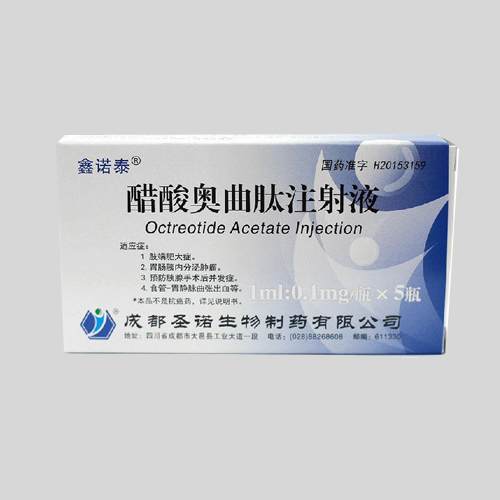 鑫诺泰®
国药准字 H20153159
醋酸奥曲肽注射液
Octreotide Acetate Injection
适应症：
1. 肢端肥大症。
2. 胃肠胰内分泌肿瘤。
3. 预防胰腺手术后并发症。
4. 食管-胃静脉曲张出血等。
*本品不是抗癌药，详见说明书。
1ml:0.1mg/瓶×5瓶
成都圣诺生物制药有限公司
地址：四川省成都市大邑县工业大道一段 电话：(028)88268608 邮编：611330